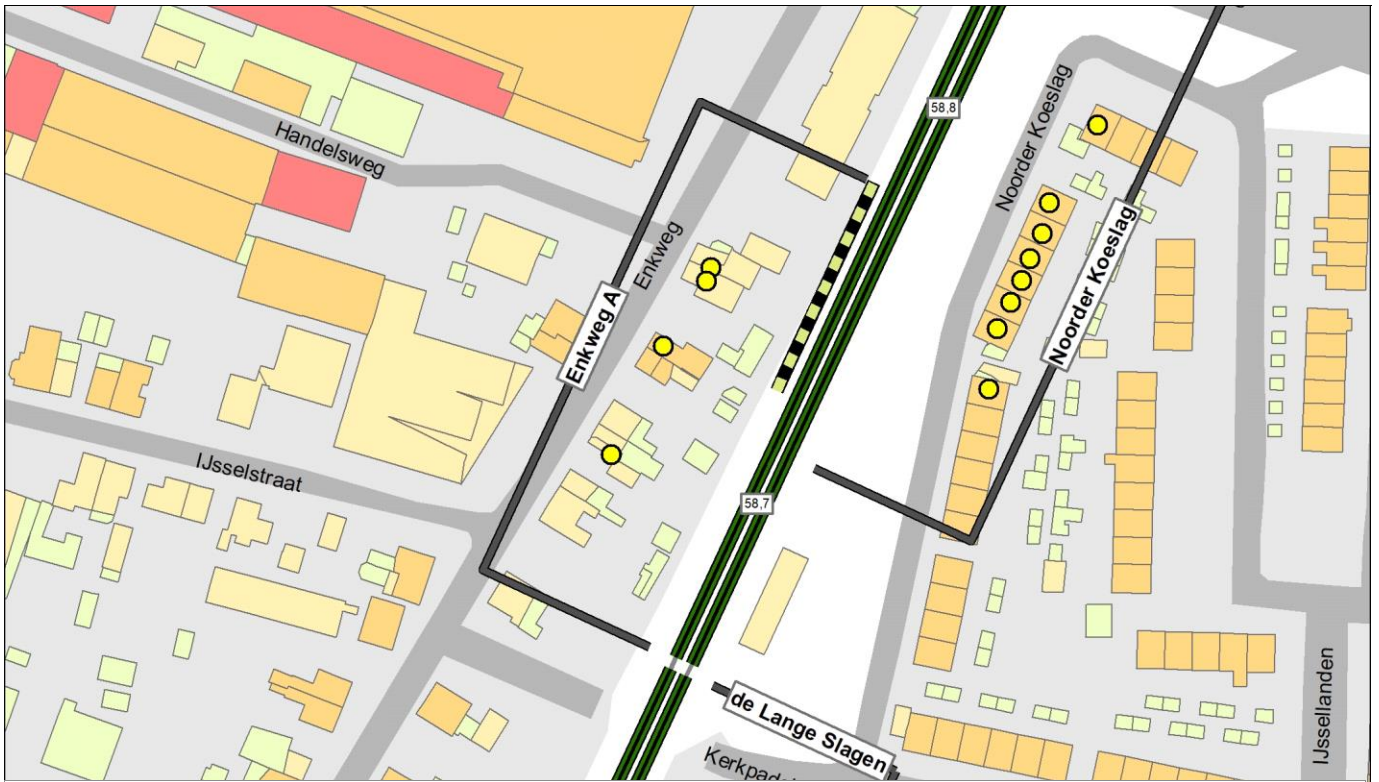 58,8
Handelsweg
Noorder Koeslag
Enkweg
Noorder Koeslag
Enkweg A
IJsselstraat
58,7
IJssellanden
de Lange Slagen